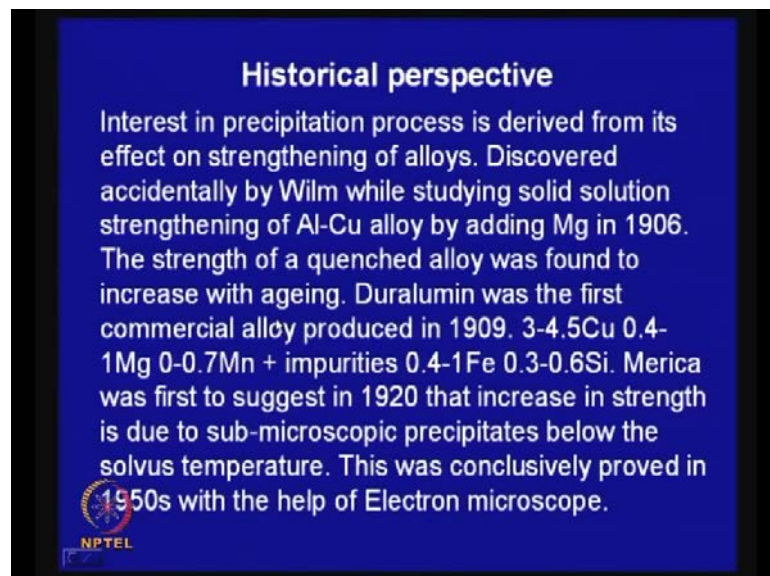 Historical perspective
Interest in precipitation process is derived from its
effect on strengthening of alloys. Discovered
accidentally by Wilm while studying solid solution
strengthening of Al-Cu alloy by adding Mg in 1906.
The strength of a quenched alloy was found to
increase with ageing. Duralumin was the first
commercial alloy produced in 1909. 3-4.5Cu 0.4-
1Mg 0-0.7Mn + impurities 0.4-1Fe 0.3-0.6Si. Merica
was first to suggest in 1920 that increase in strength
is due to sub-microscopic precipitates below the
solvus temperature. This was conclusively proved in
1950s with the help of Electron microscope.
NPTEL